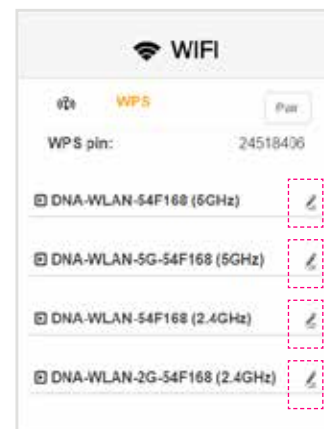 WIFI
WPS Pair
WPS pin: 24518406
DNA-WLAN-54F168 (5GHz)
DNA-WLAN-5G-54F168 (5GHz)
DNA-WLAN-54F168 (2.4GHz)
DNA-WLAN-2G-54F168 (2.4GHz)